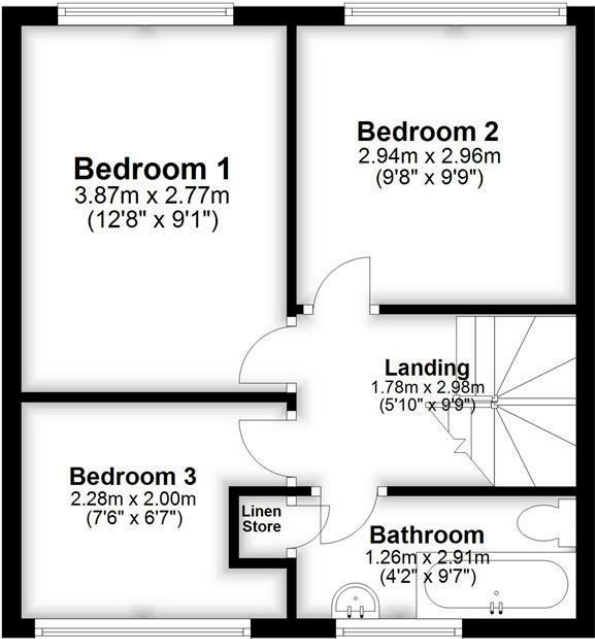 Bedroom 1
3.87m x 2.77m
(12'8" x 9'1")
Bedroom 2
2.94m x 2.96m
(9'8" x 9'9")
Landing
1.78m x 2.98m
(5'10" x 9'9")
Bedroom 3
2.28m x 2.00m
(7'6" x 6'7")
Linen
Store
Bathroom
1.26m x 2.91m
(4'2" x 9'7")